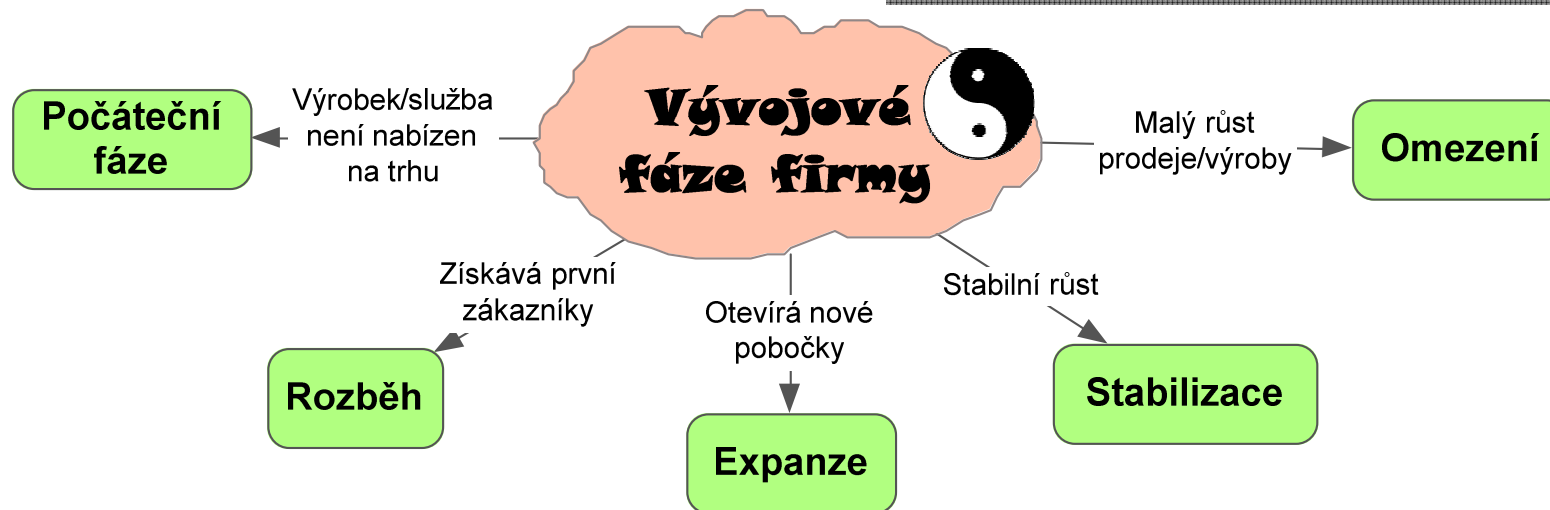 Vývojové
fáze firmy
Výrobek/služba
není nabízen
na trhu
Počáteční
fáze
Získává první
zákazníky
Rozběh
Otevírá nové
pobočky
Expanze
Stabilní růst
Stabilizace
Malý růst
prodeje/výroby
Omezení